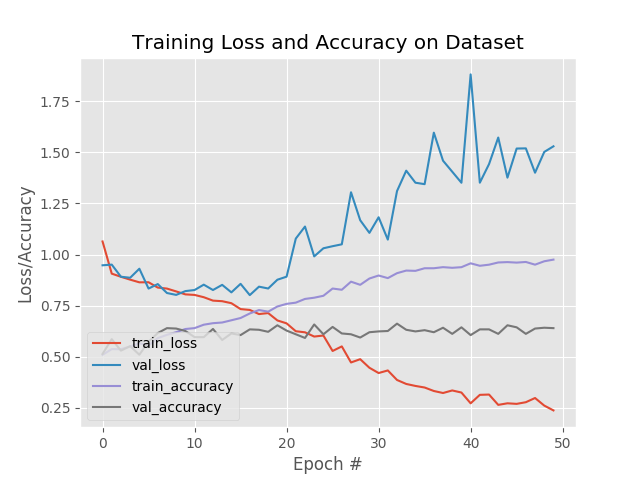 Training Loss and Accuracy on Dataset
Loss/Accuracy
1.75
1.50
1.25
1.00
0.75
0.50
0.25
train_loss
val_loss
train_accuracy
val_accuracy
0 10 20 30 40 50
Epoch #